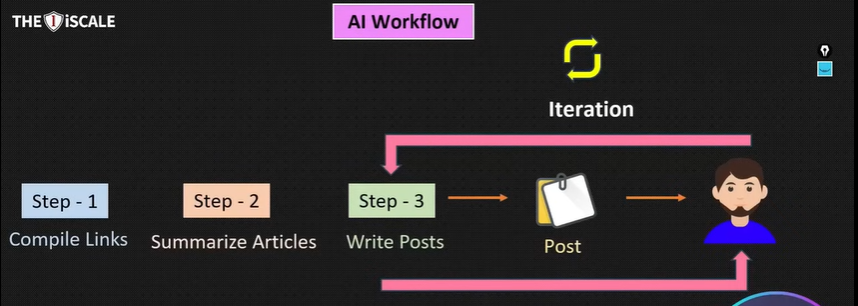 THE 1 iSCALE
AI Workflow
Iteration
Step - 1
Step - 2
Step - 3
Compile Links
Summarize Articles
Write Posts
Post